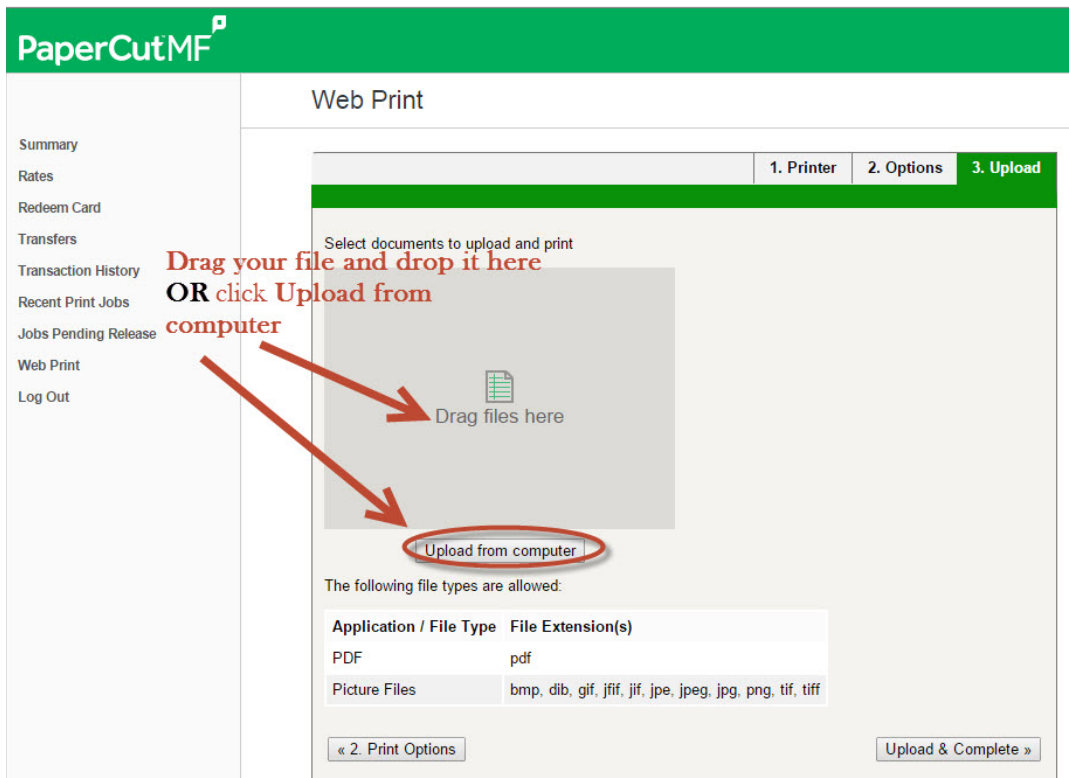 PaperCutMF
Web Print
Summary
Rates
Redeem Card
Transfers
Transaction History
Recent Print Jobs
Jobs Pending Release
Web Print
Log Out
1. Printer 2. Options 3. Upload
Select documents to upload and print
Drag your file and drop it here
OR click Upload from
computer
Drag files here
Upload from computer
The following file types are allowed:
Application / File Type File Extension(s)
PDF pdf
Picture Files bmp, dib, gif, jfif, jif, jpe, jpeg, jpg, png, tif, tiff
« 2. Print Options Upload & Complete »